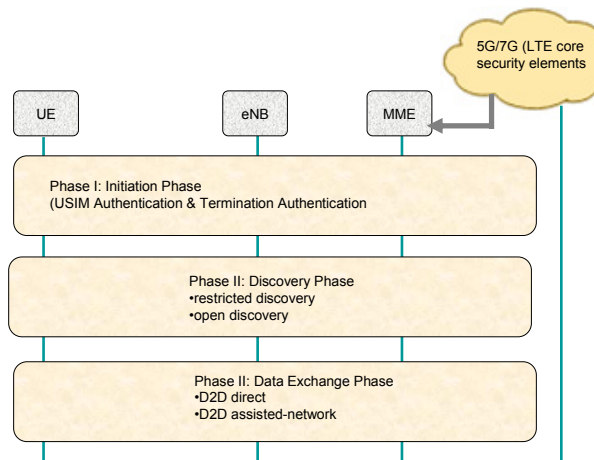 5G/7G (LTE core
security elements
UE
eNB
MME
Phase I: Initiation Phase
(USIM Authentication & Termination Authentication
Phase II: Discovery Phase
•restricted discovery
•open discovery
Phase II: Data Exchange Phase
•D2D direct
•D2D assisted-network